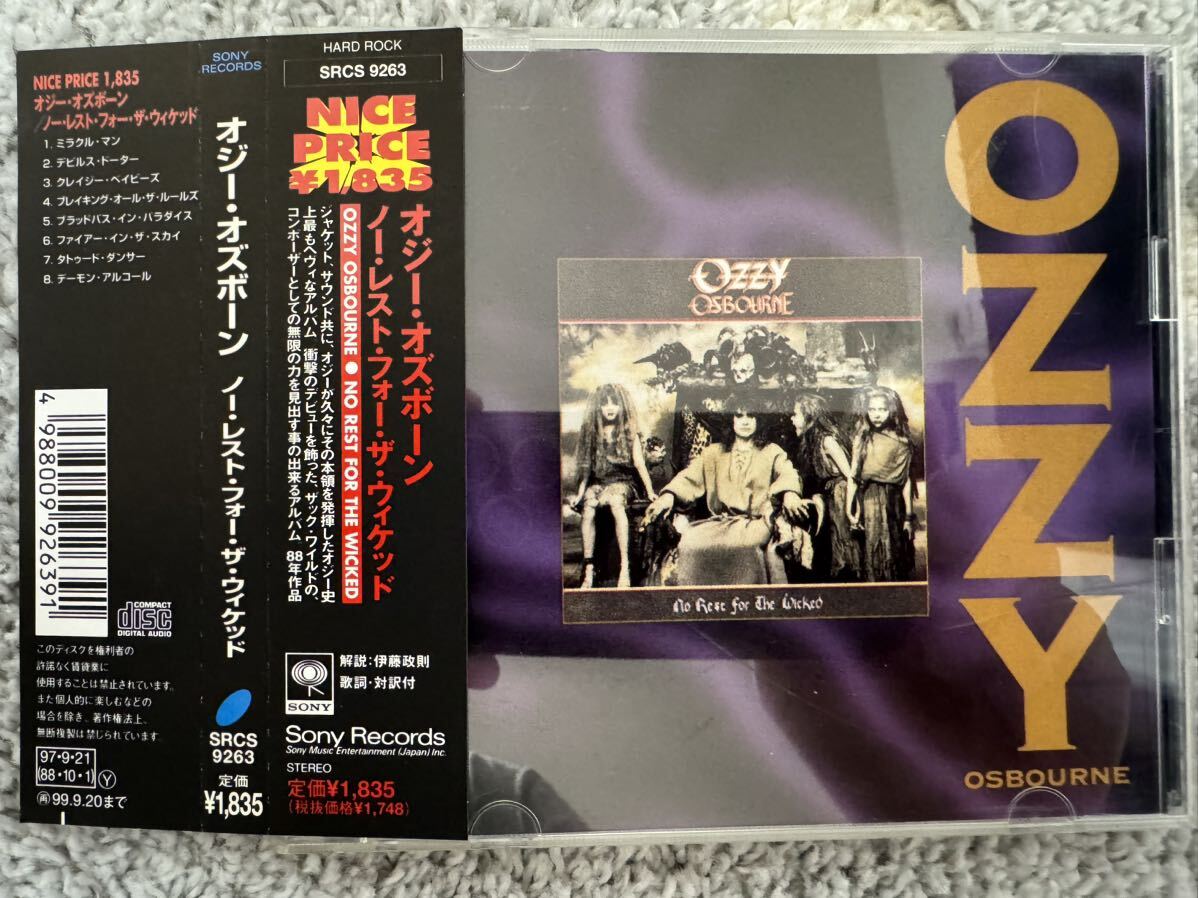 NICE PRICE 1,835
オジー・オズボーン
ノー・レスト・フォー・ザ・ウィケッド
1. ミラクル・マン
2. デビルス・ドーター
3. クレイジー・ベイビーズ
4. ブレイキング・オール・ザ・ルールズ
5. ブラッドバス・イン・パラダイス
6. ファイアー・イン・ザ・スカイ
7. タトゥード・ダンサー
8. デーモン・アルコール
4 988009 926391
COMPACT
disc
DIGITAL AUDIO
このディスクを権利者の
許諾なく賃貸業に
使用することは禁止されています。
また個人的に楽しむなどの
場合を除き、著作権法上、
無断複製は禁じられています。
97・9・21
(88・10・1)Ⓨ
再99.9.20まで
SONY
RECORDS
オジー・オズボーン ノー・レスト・フォー・ザ・ウィケッド
SRCS
9263
定価
¥1,835
HARD ROCK
SRCS 9263
NICE
PRICE
¥1,835
オジー・オズボーン
ノー・レスト・フォー・ザ・ウィケッド
OZZY OSBOURNE ● NO REST FOR THE WICKED
ジャケット、サウンド共に、オジーが久々にその本領を発揮したオジー史
上最もヘヴィなアルバム。衝撃のデビューを飾った、ザック・ワイルドの、
コンポーザーとしての無限の力を見出す事の出来るアルバム。88年作品
SONY
解説:伊藤政則
歌詞・対訳付
Sony Records
Sony Music Entertainment (Japan) Inc.
STEREO
定価¥1,835
(税抜価格¥1,748)
OZZY
OSBOURNE
No Rest for The Wicked
OZZY
OSBOURNE